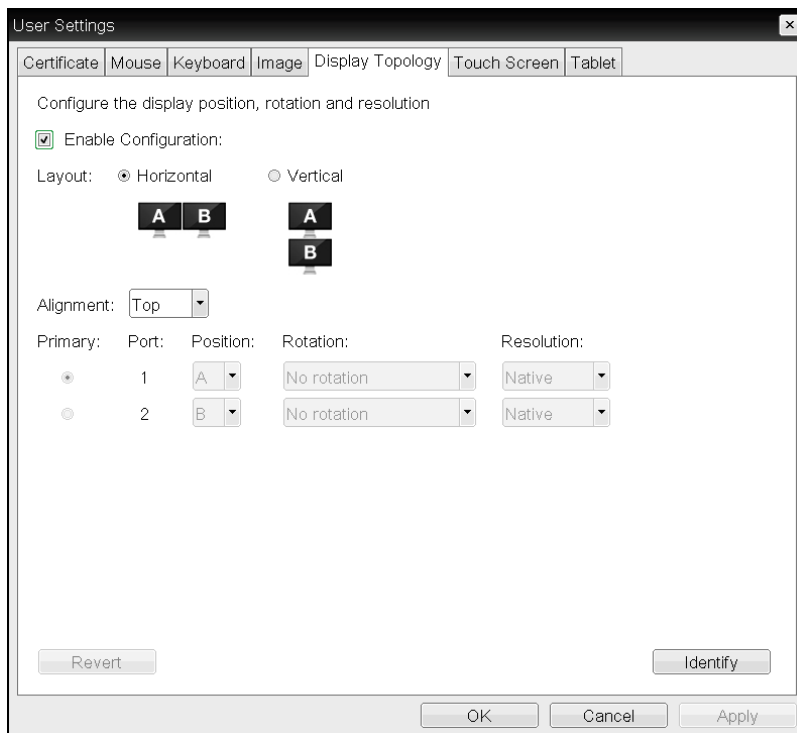 User Settings
Certificate Mouse Keyboard Image Display Topology Touch Screen Tablet
Configure the display position, rotation and resolution
Enable Configuration:
Layout: Horizontal Vertical
A B A
B
Alignment: Top
Primary: Port: Position: Rotation: Resolution:
1 A No rotation Native
2 B No rotation Native
Revert Identify
OK Cancel Apply